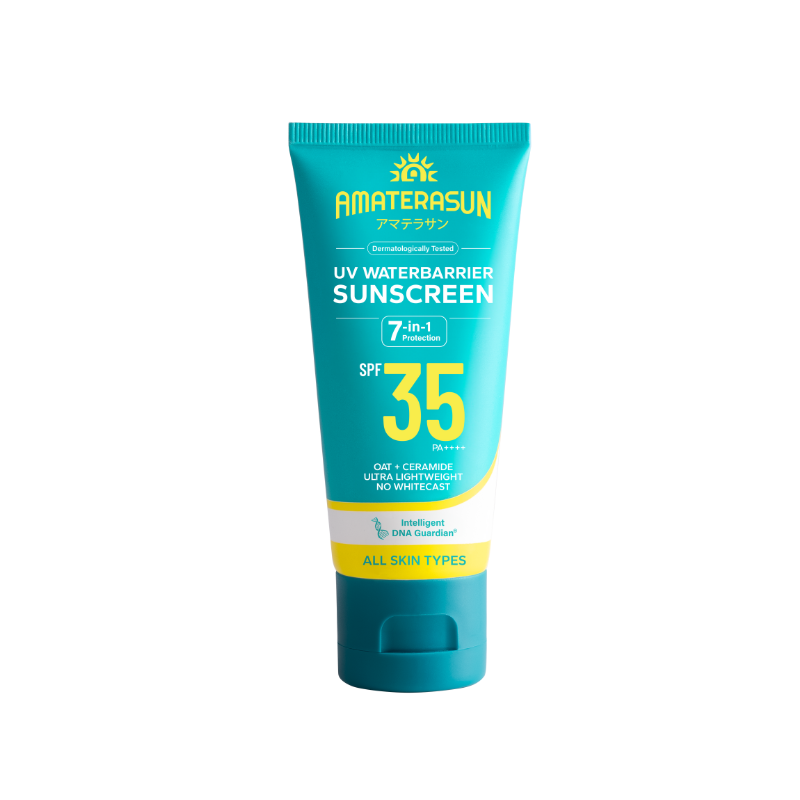 AMATERASUN
アマテラサン
Dermatologically Tested
UV WATERBARRIER
SUNSCREEN
7-in-1
Protection
SPF 35
PA++++
OAT + CERAMIDE
ULTRA LIGHTWEIGHT
NO WHITECAST
Intelligent
DNA Guardian®
ALL SKIN TYPES